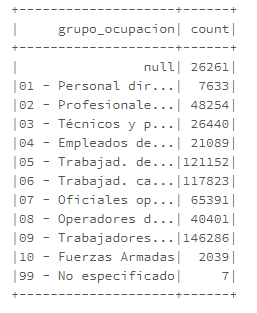 +--------------------+------+
|     grupo_ocupacion| count|
+--------------------+------+
|                null| 26261|
|01 - Personal dir...|  7633|
|02 - Profesionale...| 48254|
|03 - Técnicos y p...| 26440|
|04 - Empleados de...| 21089|
|05 - Trabajad. de...|121152|
|06 - Trabajad. ca...|117823|
|07 - Oficiales op...| 65391|
|08 - Operadores d...| 40401|
|09 - Trabajadores...|146286|
|10 - Fuerzas Armadas|  2039|
|99 - No especificado|     7|
+--------------------+------+